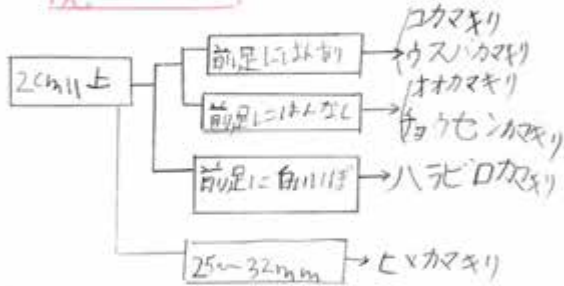 前足にはんあり
コカマキリ
ウスバカマキリ
2cm以上
前足にはんなし
オオカマキリ
チョウセンカマキリ
前足に白いいぼ
ハラビロカマキリ
25～32mm
ヒメカマキリ